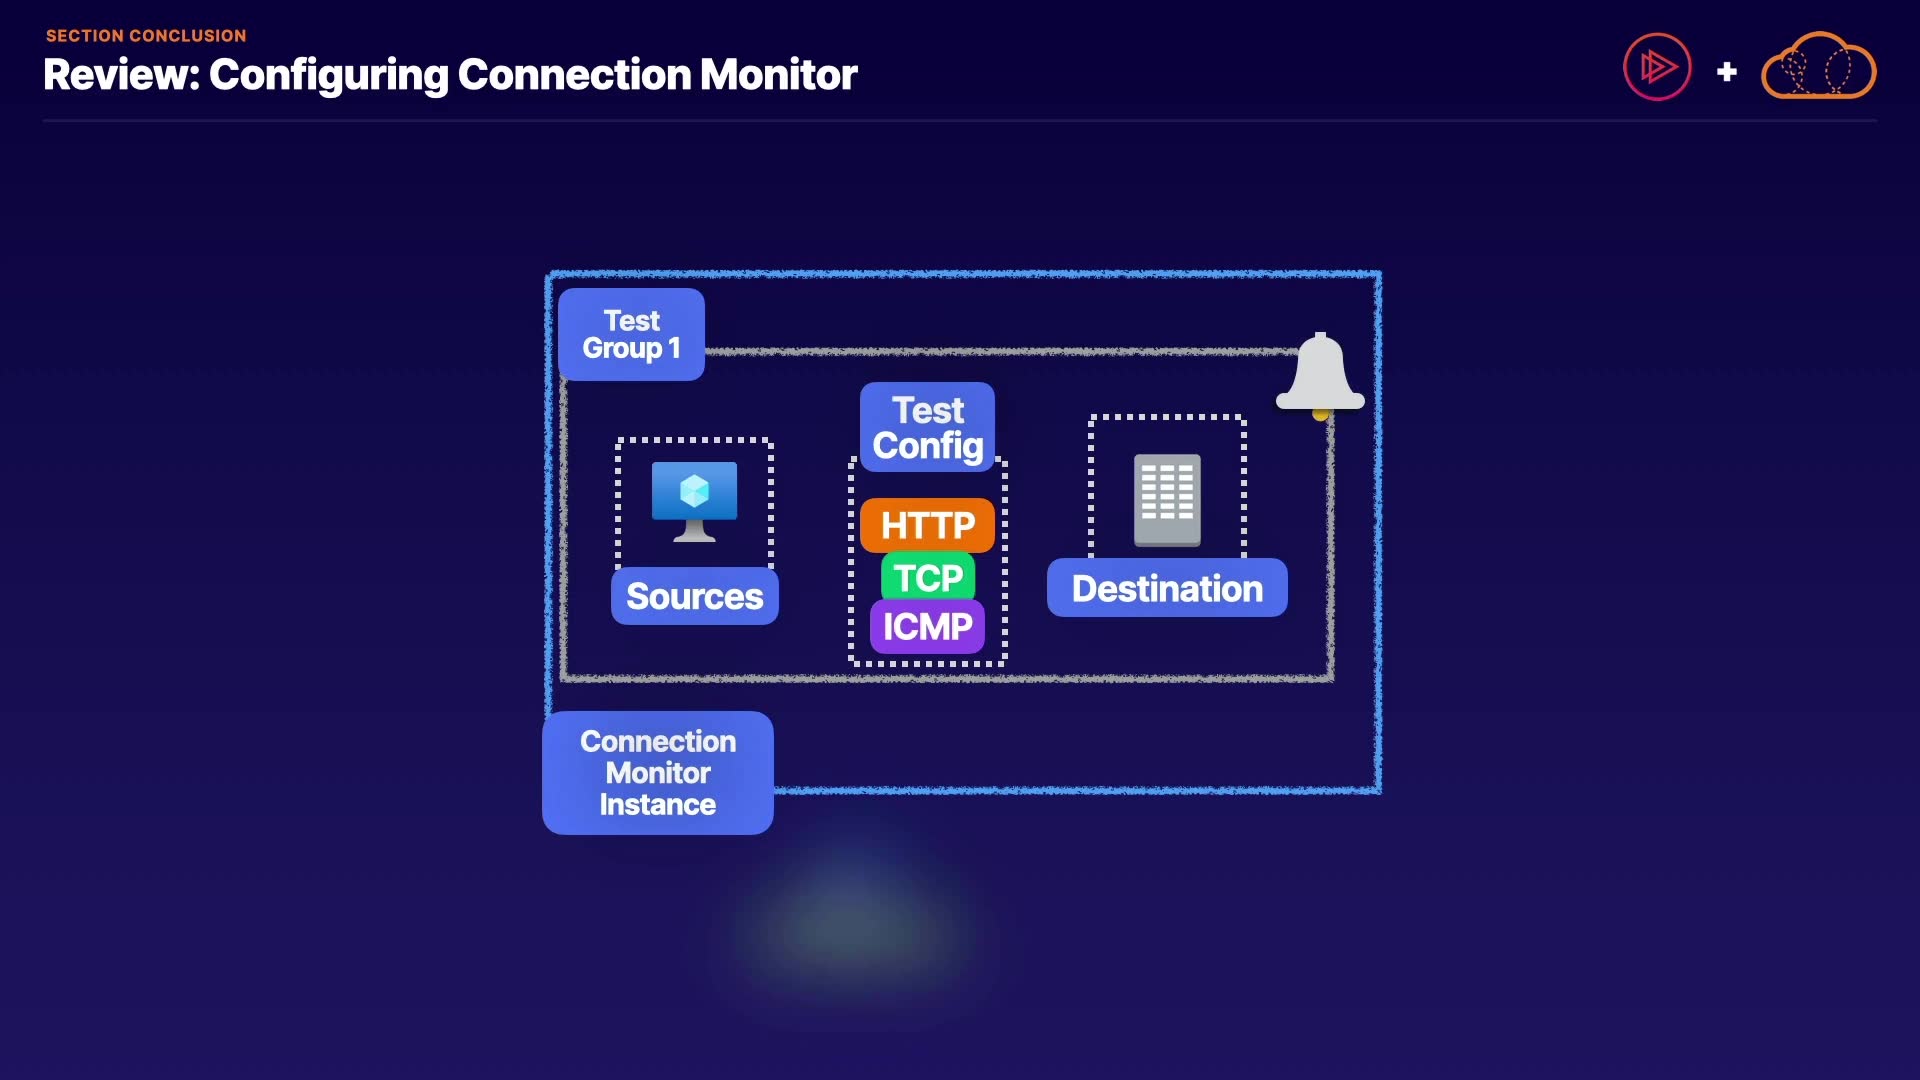 SECTION CONCLUSION
Review: Configuring Connection Monitor
Test
Group 1
Test
Config
HTTP
TCP
ICMP
Sources
Destination
Connection
Monitor
Instance